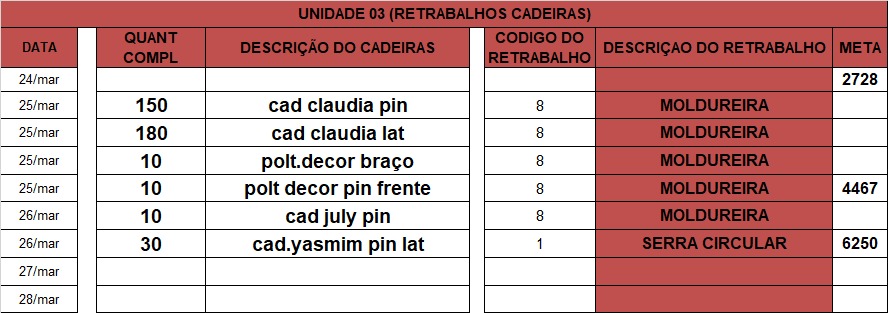 UNIDADE 03 (RETRABALHOS CADEIRAS)
DATA QUANT COMPL DESCRIÇÃO DO CADEIRAS CODIGO DO RETRABALHO DESCRIÇAO DO RETRABALHO META
24/mar 2728
25/mar 150 cad claudia pin 8 MOLDUREIRA
25/mar 180 cad claudia lat 8 MOLDUREIRA
25/mar 10 polt.decor braço 8 MOLDUREIRA
25/mar 10 polt decor pin frente 8 MOLDUREIRA 4467
26/mar 10 cad july pin 8 MOLDUREIRA
26/mar 30 cad.yasmim pin lat 1 SERRA CIRCULAR 6250
27/mar
28/mar